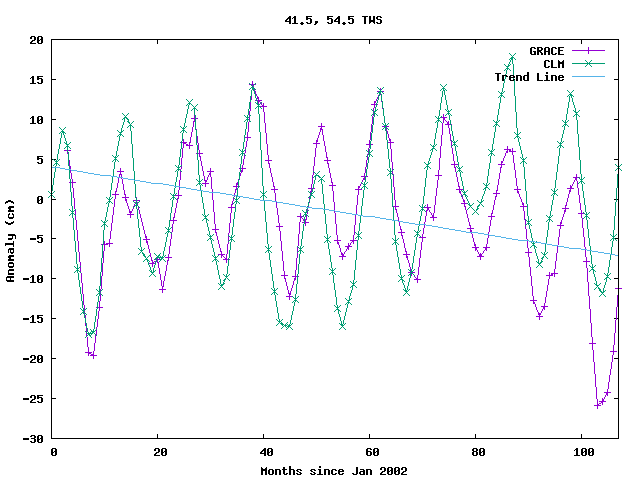 41.5, 54.5 TWS
GRACE
CLM
Trend Line
Anomaly (cm)
20
15
10
5
0
-5
-10
-15
-20
-25
-30
0 20 40 60 80 100
Months since Jan 2002